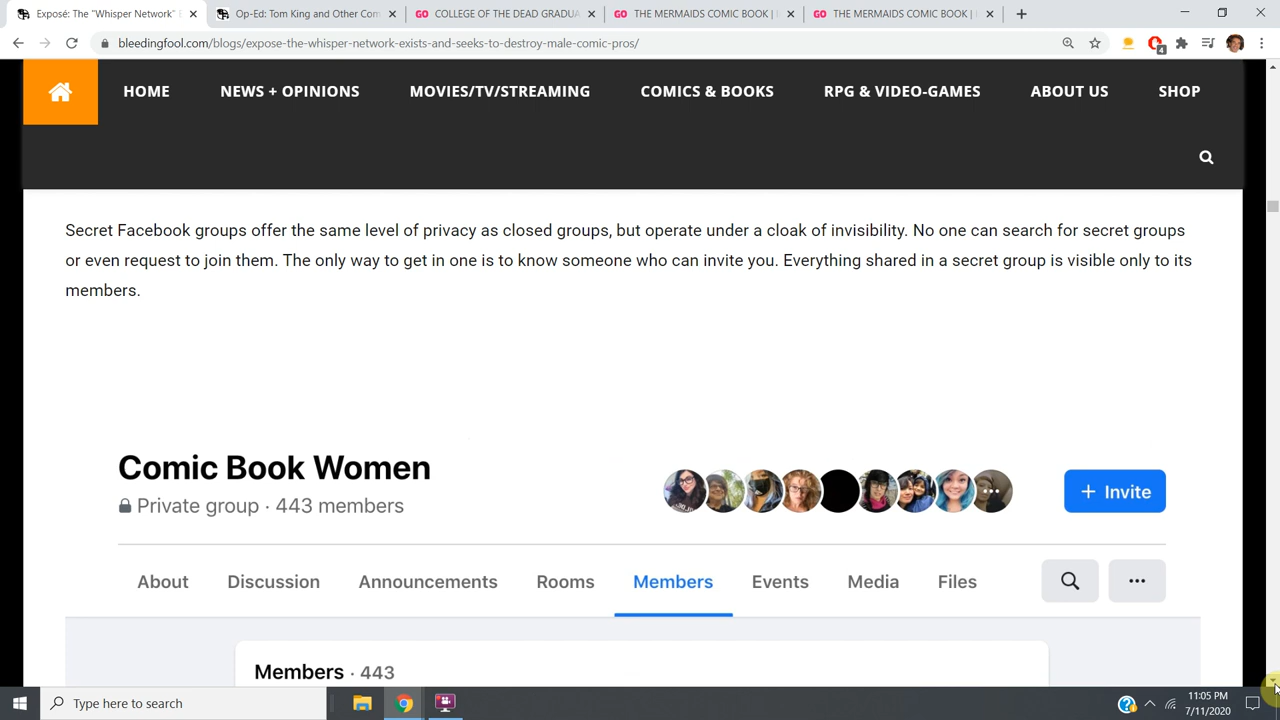 Exposé: The "Whisper Network" E
Op-Ed: Tom King and Other Com
GO COLLEGE OF THE DEAD GRADUA
GO THE MERMAIDS COMIC BOOK | I
GO THE MERMAIDS COMIC BOOK | I
bleedingfool.com/blogs/expose-the-whisper-network-exists-and-seeks-to-destroy-male-comic-pros/
4
HOME NEWS + OPINIONS MOVIES/TV/STREAMING COMICS & BOOKS RPG & VIDEO-GAMES ABOUT US SHOP
Secret Facebook groups offer the same level of privacy as closed groups, but operate under a cloak of invisibility. No one can search for secret groups
or even request to join them. The only way to get in one is to know someone who can invite you. Everything shared in a secret group is visible only to its
members.
Comic Book Women
Private group · 443 members
+ Invite
About Discussion Announcements Rooms Members Events Media Files
Members · 443
Type here to search
11:05 PM
7/11/2020